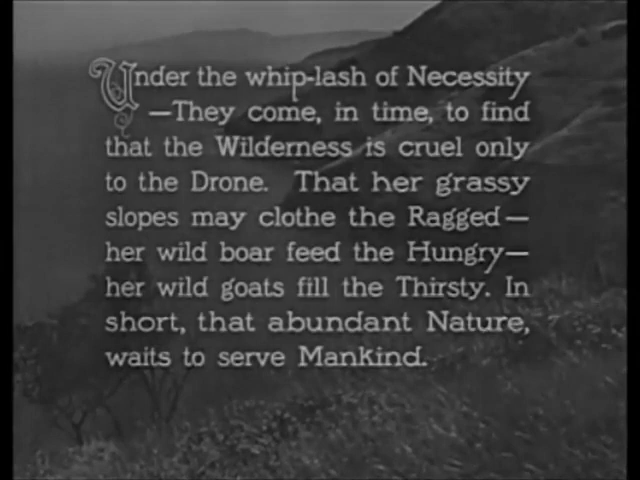 Under the whip-lash of Necessity
—They come, in time, to find
that the Wilderness is cruel only
to the Drone. That her grassy
slopes may clothe the Ragged—
her wild boar feed the Hungry—
her wild goats fill the Thirsty. In
short, that abundant Nature,
waits to serve Mankind.